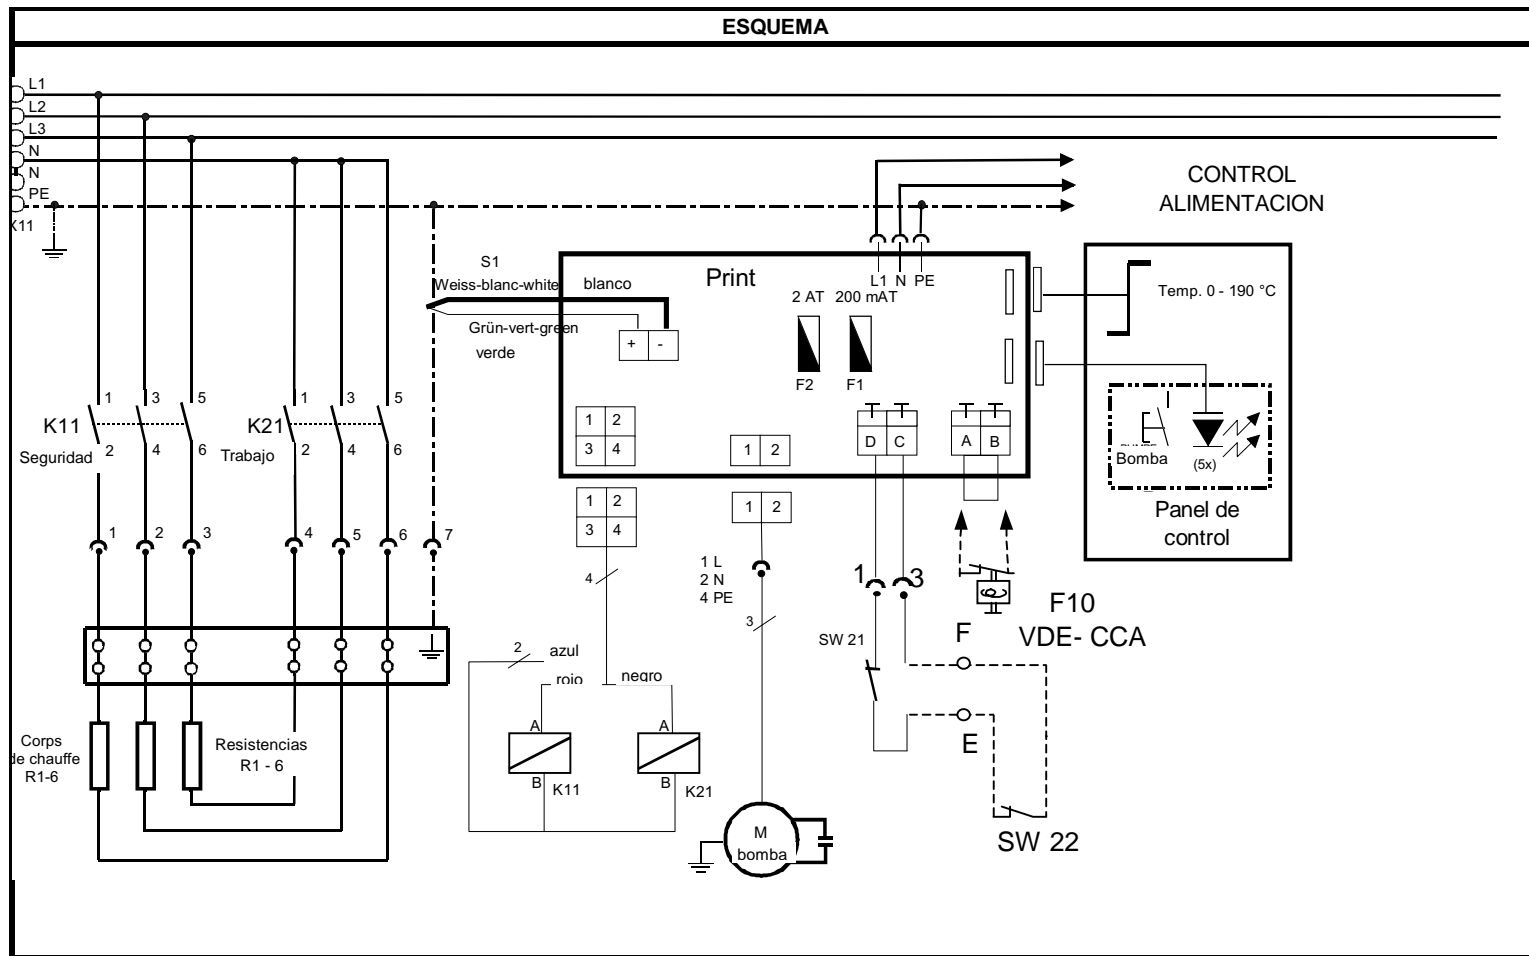 ESQUEMA
L1
L2
L3
N
N
PE
K11
CONTROL
ALIMENTACION
S1
Weiss-blanc-white
blanco
Grün-vert-green
verde
+ -
Print
L1 N PE
2 AT
200 mAT
F2
F1
Temp. 0 - 190 °C
Bomba
(5x)
Panel de
control
1 3 5
K11
Seguridad
2 4 6
1 3 5
K21
Trabajo
2 4 6
1 2
3 4
1 2
D C
A B
1 2
3 4
1 2
1 2 3 4 5 6 7
4
1 L
2 N
4 PE
3
1 3
F10
VDE- CCA
SW 21
F
E
SW 22
2
azul
rojo
negro
A
B
K11
A
B
K21
M
bomba
Corps
de chauffe
R1-6
Resistencias
R1 - 6